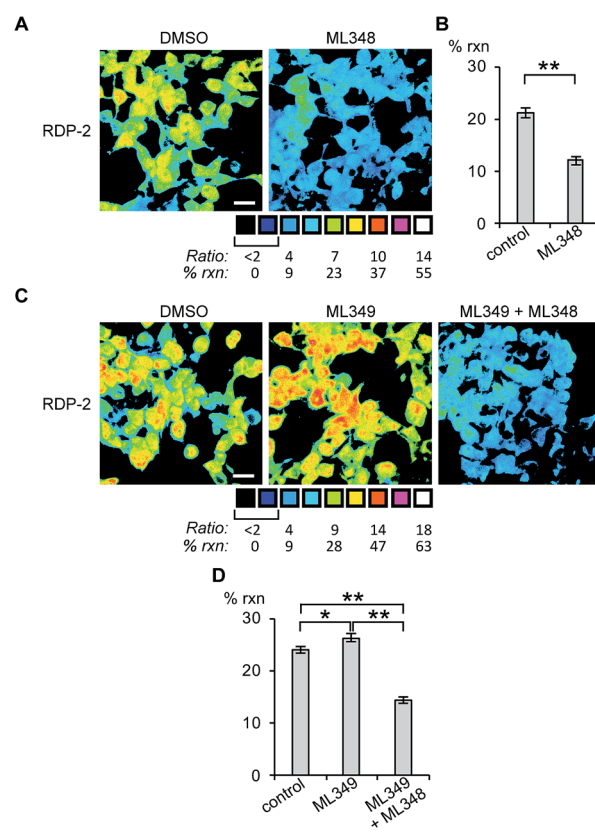 A
DMSO
ML348
RDP-2
Ratio: <2 4 7 10 14
% rxn: 0 9 23 37 55
B
% rxn
30
**
20
10
0
control
ML348
C
DMSO
ML349
ML349 + ML348
RDP-2
Ratio: <2 4 9 14 18
% rxn: 0 9 28 47 63
D
% rxn
**
30
* **
20
10
0
control
ML349
ML349
+ ML348